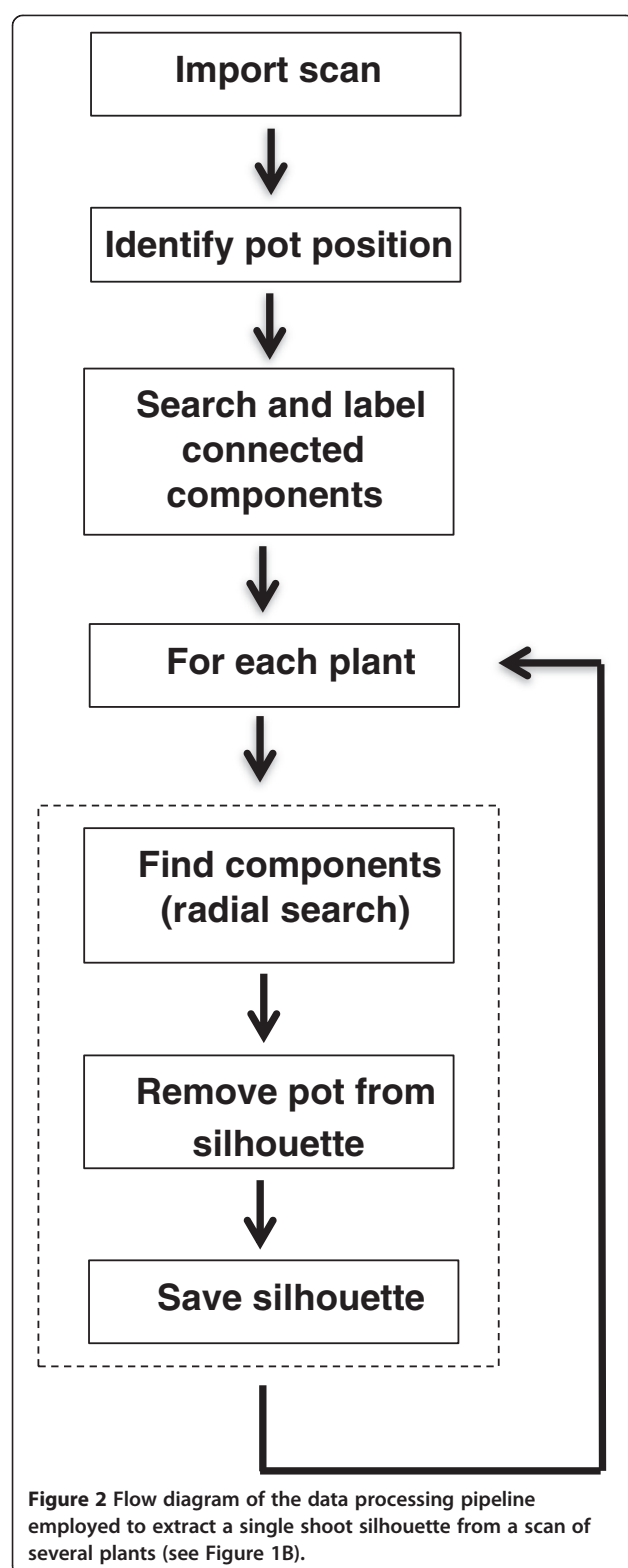 Import scan
Identify pot position
Search and label
connected
components
For each plant
Find components
(radial search)
Remove pot from
silhouette
Save silhouette
Figure 2 Flow diagram of the data processing pipeline
employed to extract a single shoot silhouette from a scan of
several plants (see Figure 1B).